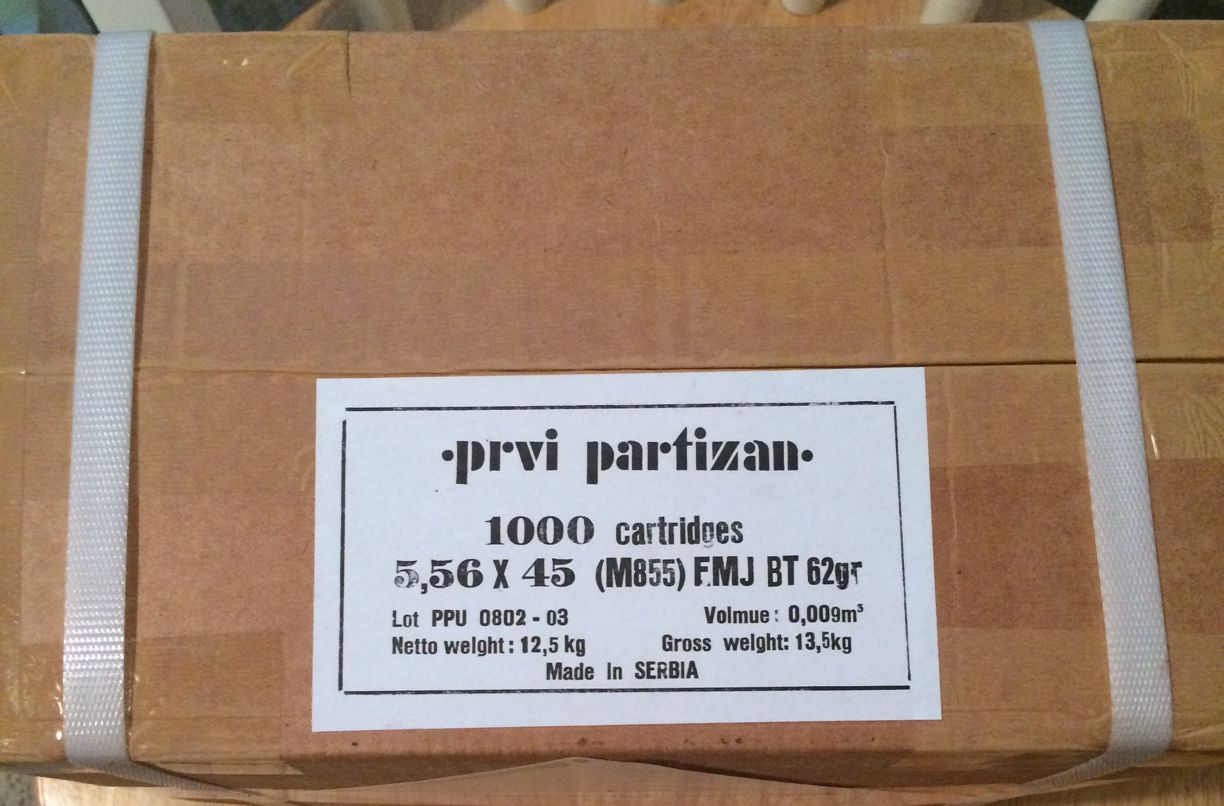 ·prvi partizan·
1000 cartridges
5,56 X 45 (M855) FMJ BT 62gr
Lot PPU 0802 - 03 Volmue: 0,009m³
Netto weight: 12,5 kg Gross weight: 13,5kg
Made In SERBIA